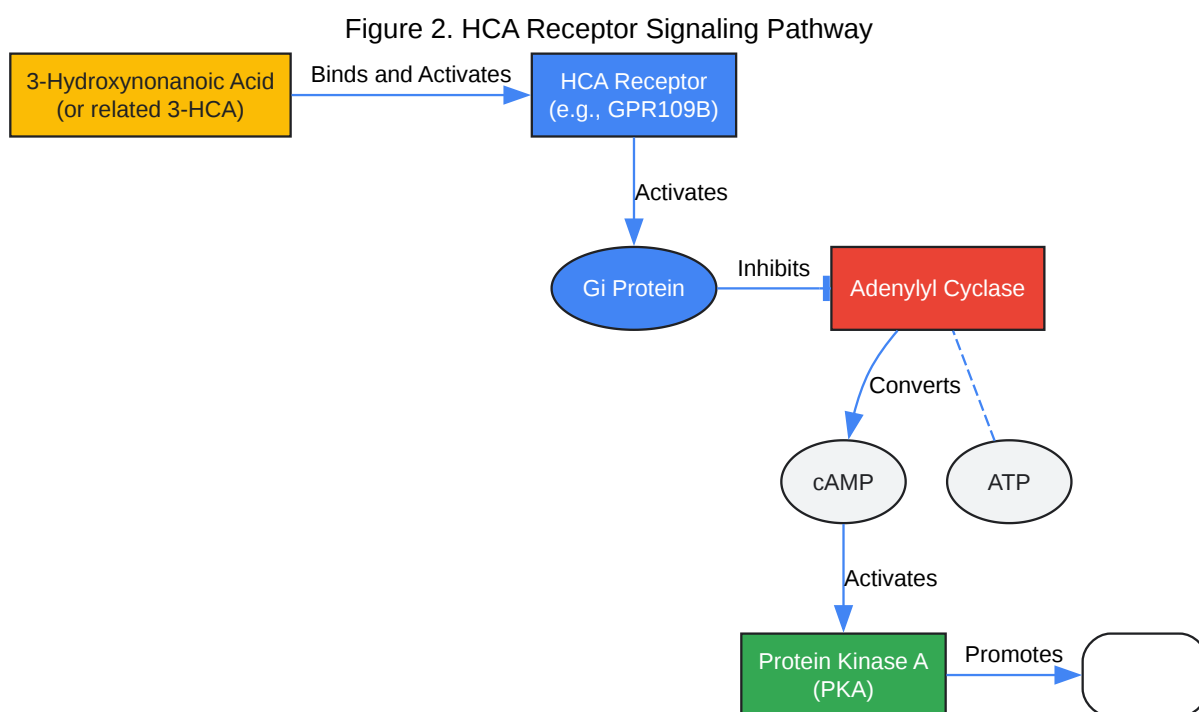 Figure 2. HCA Receptor Signaling Pathway
3-Hydroxynonanoic Acid
(or related 3-HCA)
Binds and Activates
HCA Receptor
(e.g., GPR109B)
Activates
Gi Protein
Inhibits
Adenylyl Cyclase
Converts
cAMP
ATP
Activates
Protein Kinase A
(PKA)
Promotes